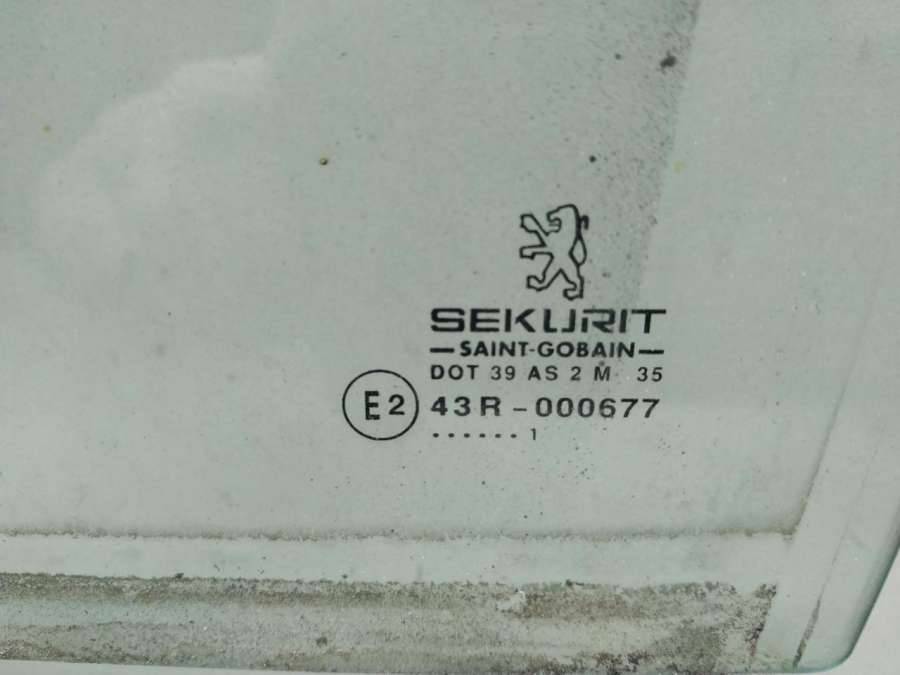 SEKURIT
SAINT-GOBAIN
DOT 39 AS 2 M 35
E2 43R-000677
...... 1